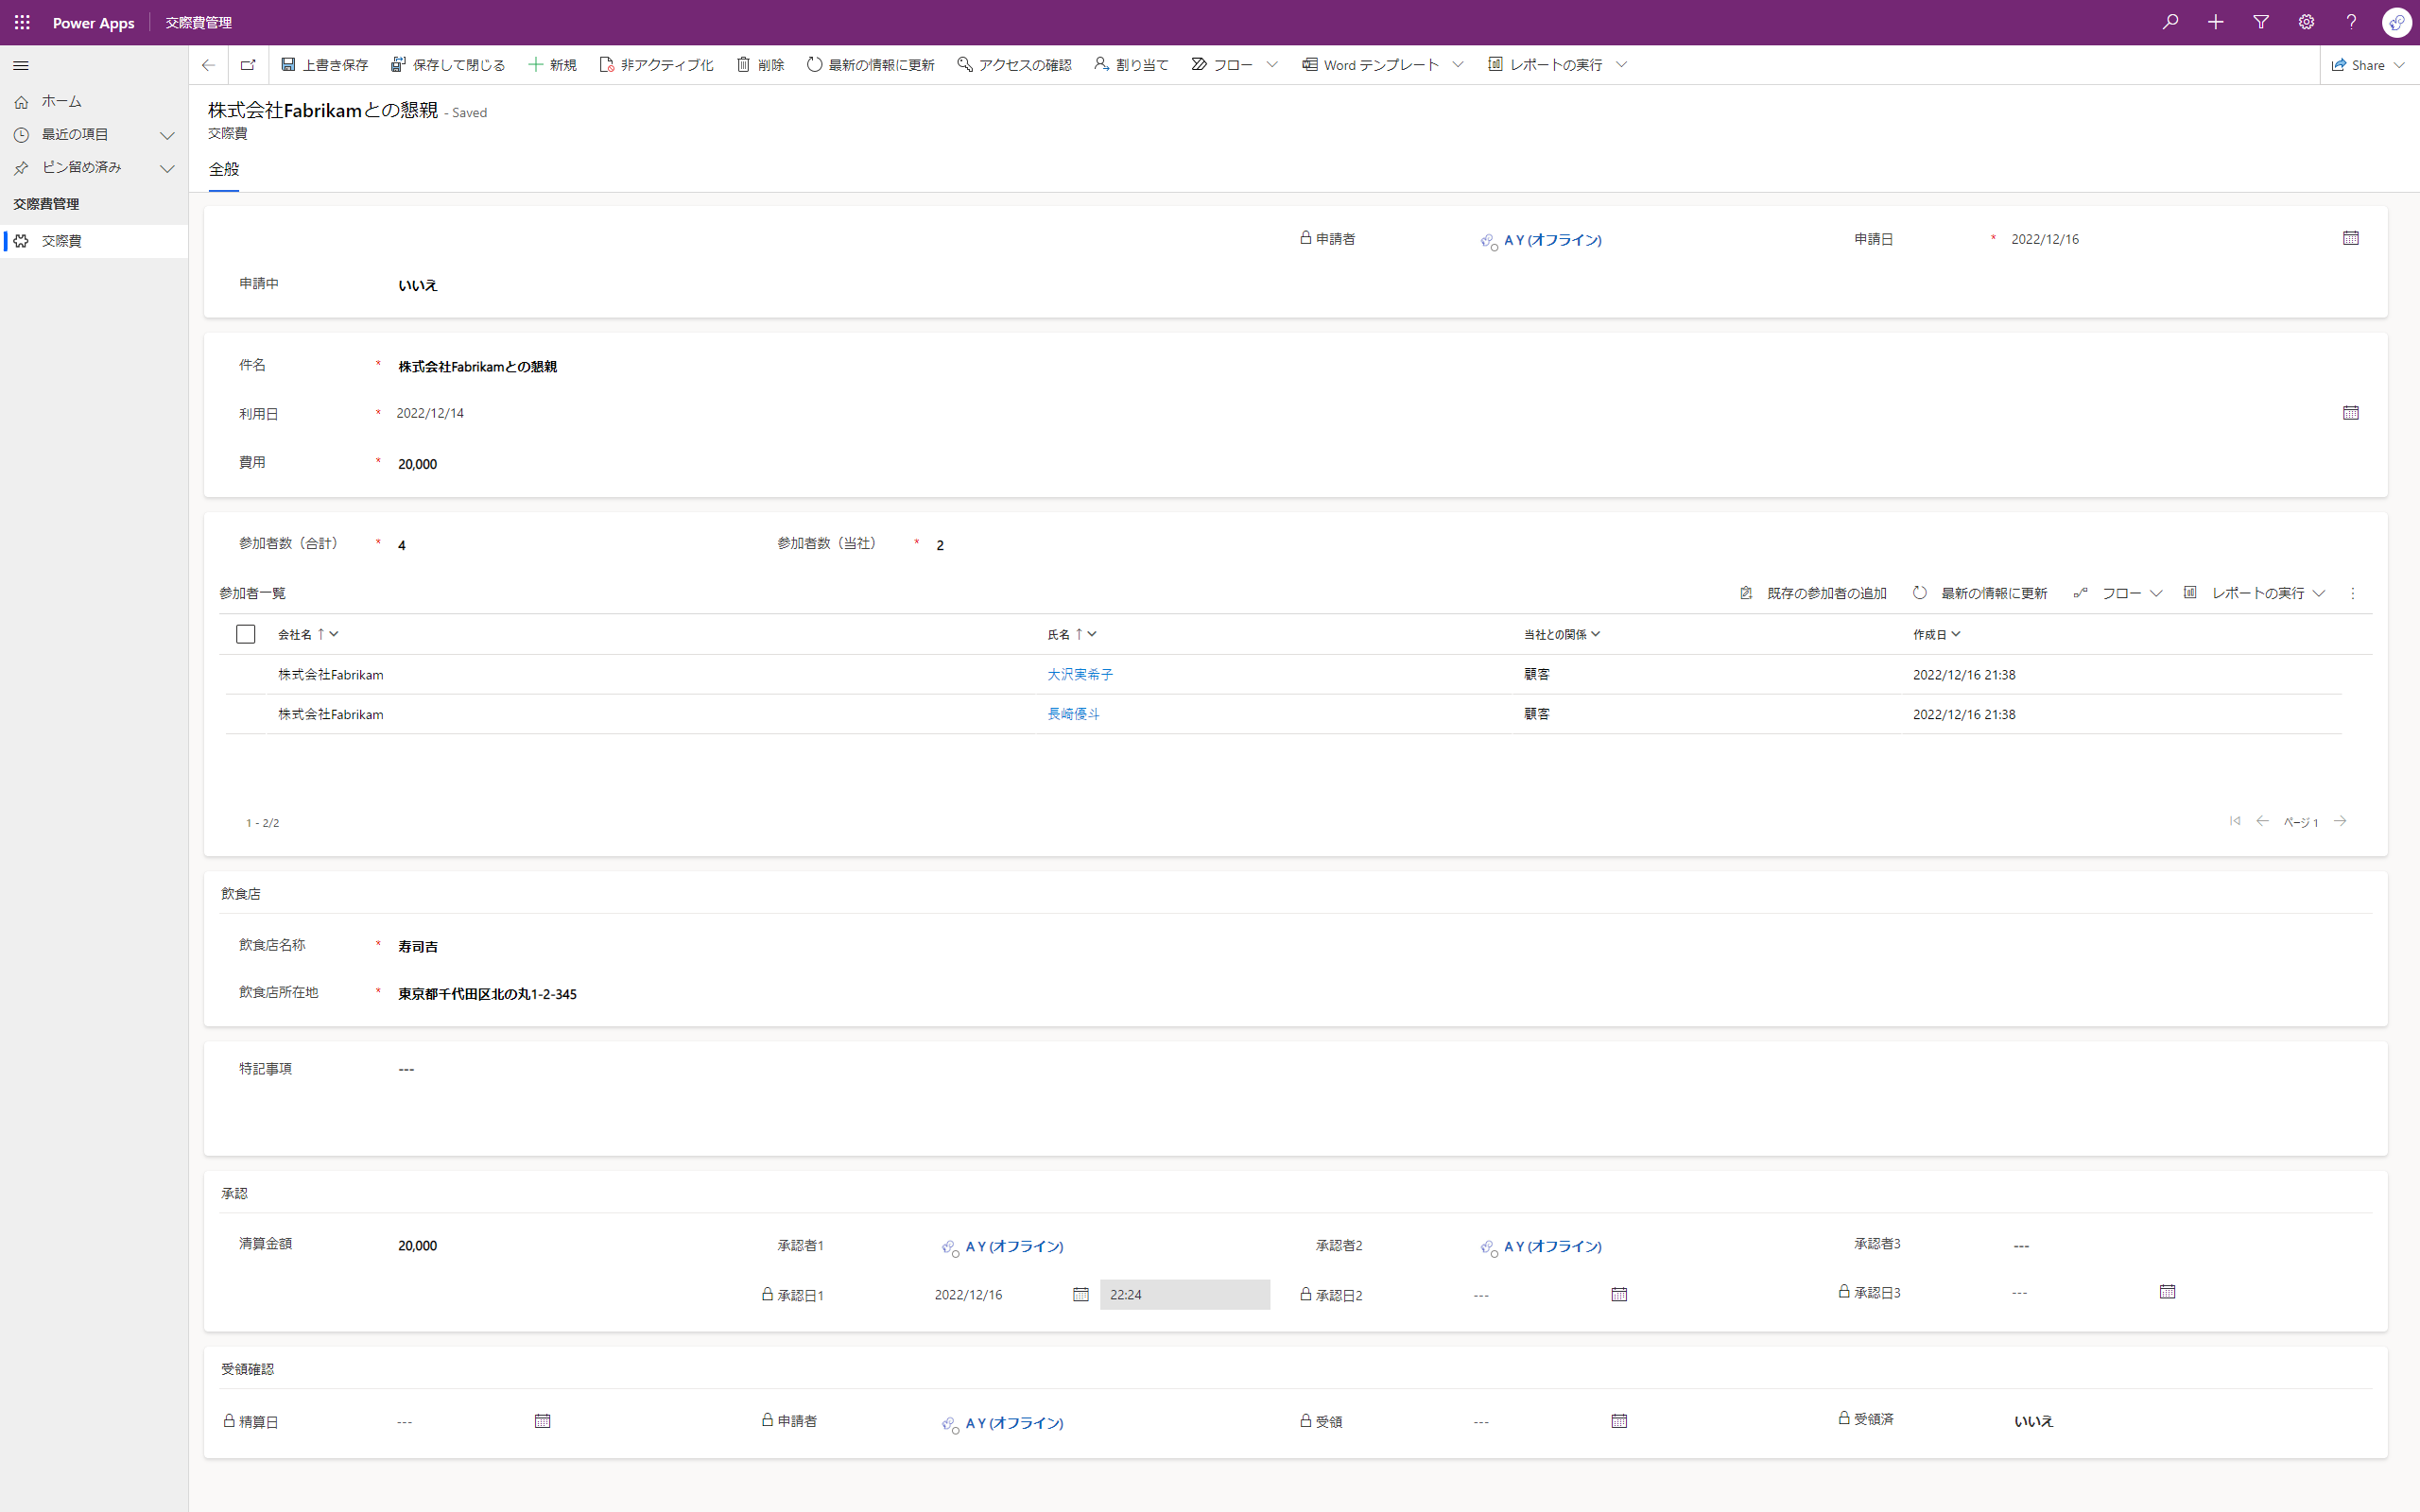 Power Apps 交際費管理
上書き保存 保存して閉じる 新規 非アクティブ化 削除 最新の情報に更新 アクセスの確認 割り当て フロー Word テンプレート レポートの実行 Share
ホーム
最近の項目
ピン留め済み
交際費管理
交際費
株式会社Fabrikamとの懇親 - Saved
交際費
全般
申請者 A Y (オフライン) 申請日 * 2022/12/16
申請中 いいえ
件名 * 株式会社Fabrikamとの懇親
利用日 * 2022/12/14
費用 * 20,000
参加者数（合計） * 4 参加者数（当社） * 2
参加者一覧 既存の参加者の追加 最新の情報に更新 フロー レポートの実行
会社名 ↑ 氏名 ↑ 当社との関係 作成日
株式会社Fabrikam 大沢実希子 顧客 2022/12/16 21:38
株式会社Fabrikam 長崎優斗 顧客 2022/12/16 21:38
1 - 2/2 ページ 1
飲食店
飲食店名称 * 寿司吉
飲食店所在地 * 東京都千代田区北の丸1-2-345
特記事項 ---
承認
清算金額 20,000 承認者1 A Y (オフライン) 承認者2 A Y (オフライン) 承認者3 ---
承認日1 2022/12/16 22:24 承認日2 --- 承認日3 ---
受領確認
精算日 --- 申請者 A Y (オフライン) 受領 --- 受領済 いいえ